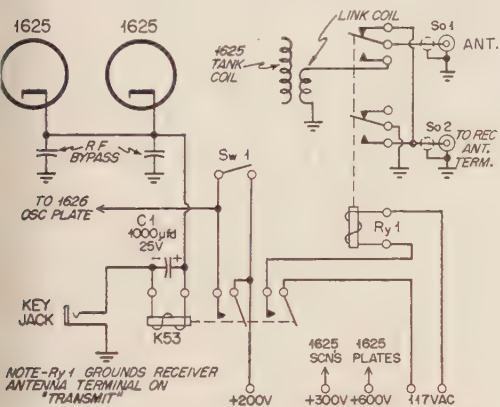 1625
1625
LINK COIL
1625
TANK
COIL
So 1
ANT.
RF
BYPASS
Sw 1
So 2
TO REC
ANT.
TERM.
TO 1626
OSC PLATE
C1
1000µfd
25V
- +
Ry 1
KEY
JACK
K53
1625
SCN'S
1625
PLATES
NOTE-Ry 1 GROUNDS RECEIVER
ANTENNA TERMINAL ON
"TRANSMIT"
+200V
+300V
+600V
117VAC